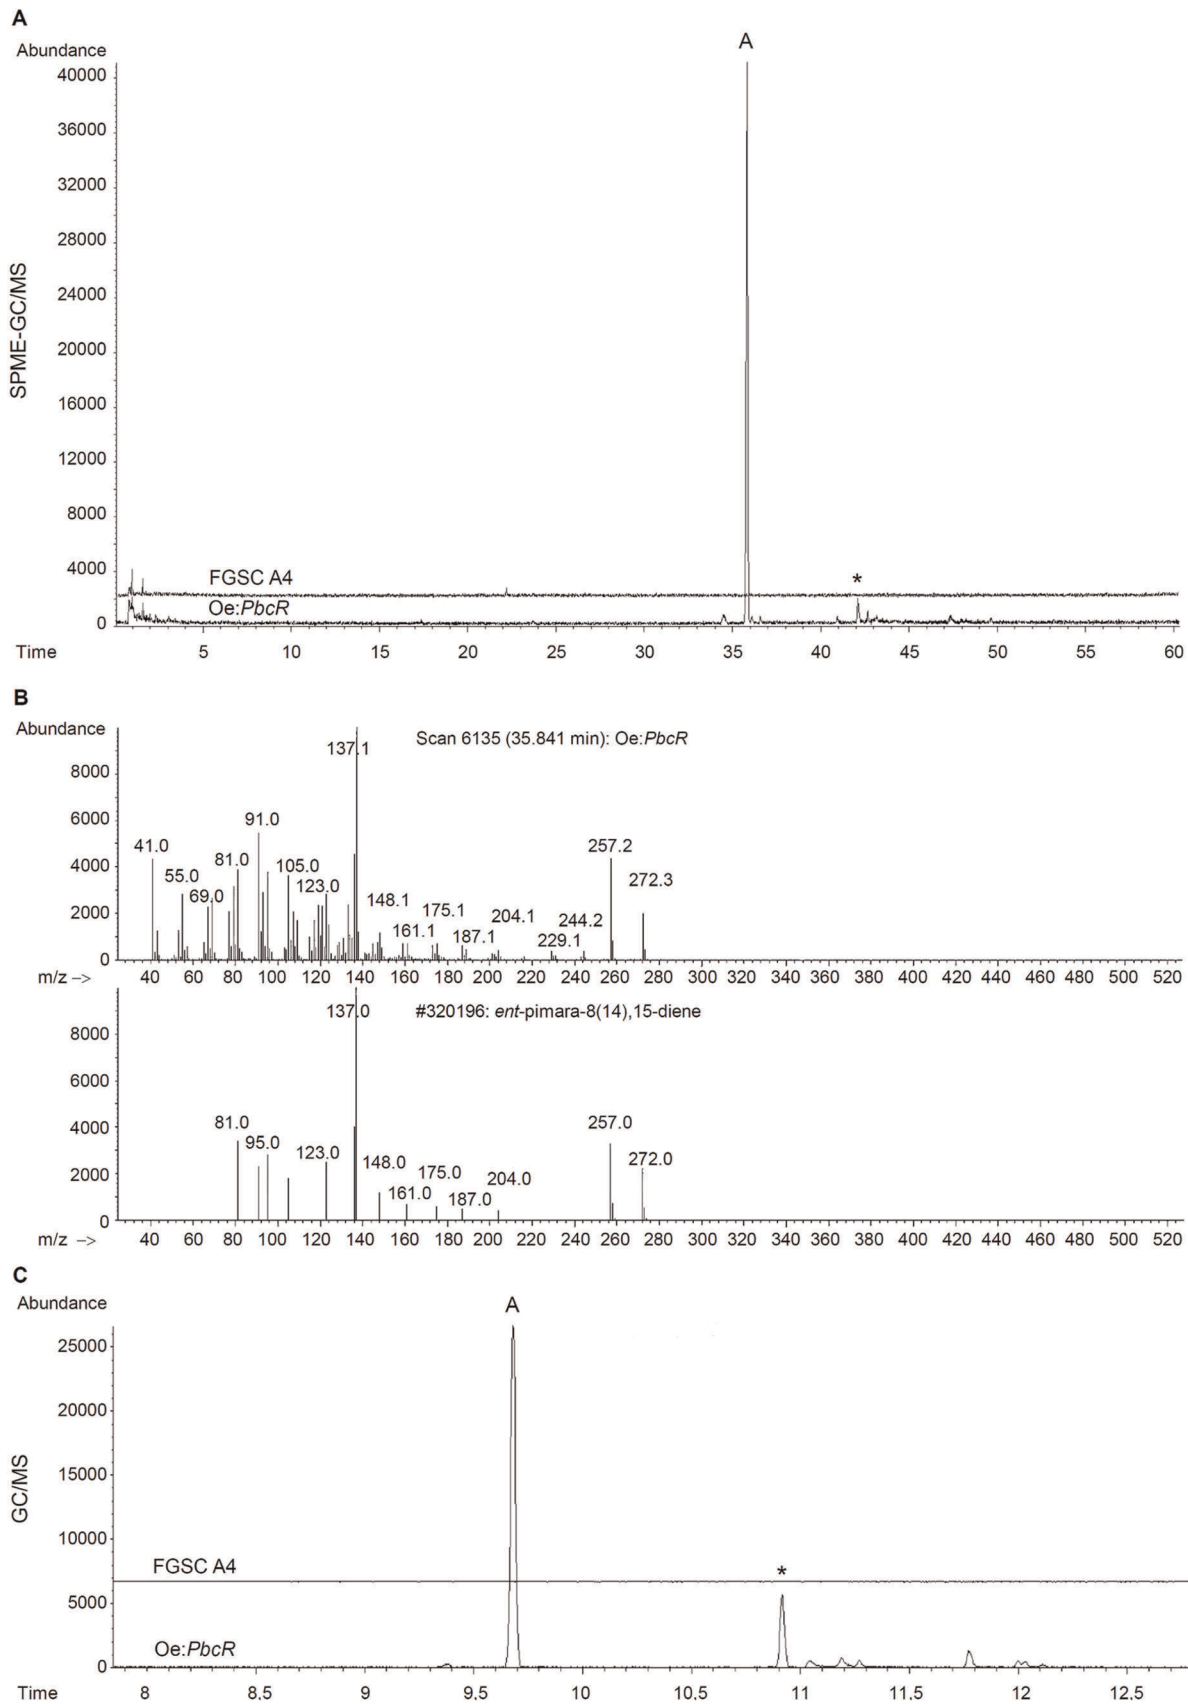 A
Abundance
A
40000
36000
32000
28000
24000
20000
16000
12000
8000
4000
0
SPME-GC/MS
FGSC A4
*
Oe:PbcR
Time 5 10 15 20 25 30 35 40 45 50 55 60
B
Abundance
Scan 6135 (35.841 min): Oe:PbcR
8000
6000
4000
2000
0
137.1
91.0
41.0
81.0
55.0
105.0
69.0
123.0
148.1
161.1
175.1
187.1
204.1
229.1
244.2
257.2
272.3
m/z -> 40 60 80 100 120 140 160 180 200 220 240 260 280 300 320 340 360 380 400 420 440 460 480 500 520
137.0 #320196: ent-pimara-8(14),15-diene
8000
6000
4000
2000
0
81.0
95.0
123.0
148.0
161.0
175.0
187.0
204.0
257.0
272.0
m/z -> 40 60 80 100 120 140 160 180 200 220 240 260 280 300 320 340 360 380 400 420 440 460 480 500 520
C
Abundance
A
25000
20000
15000
10000
5000
0
GC/MS
FGSC A4
*
Oe:PbcR
Time 8 8.5 9 9.5 10 10.5 11 11.5 12 12.5